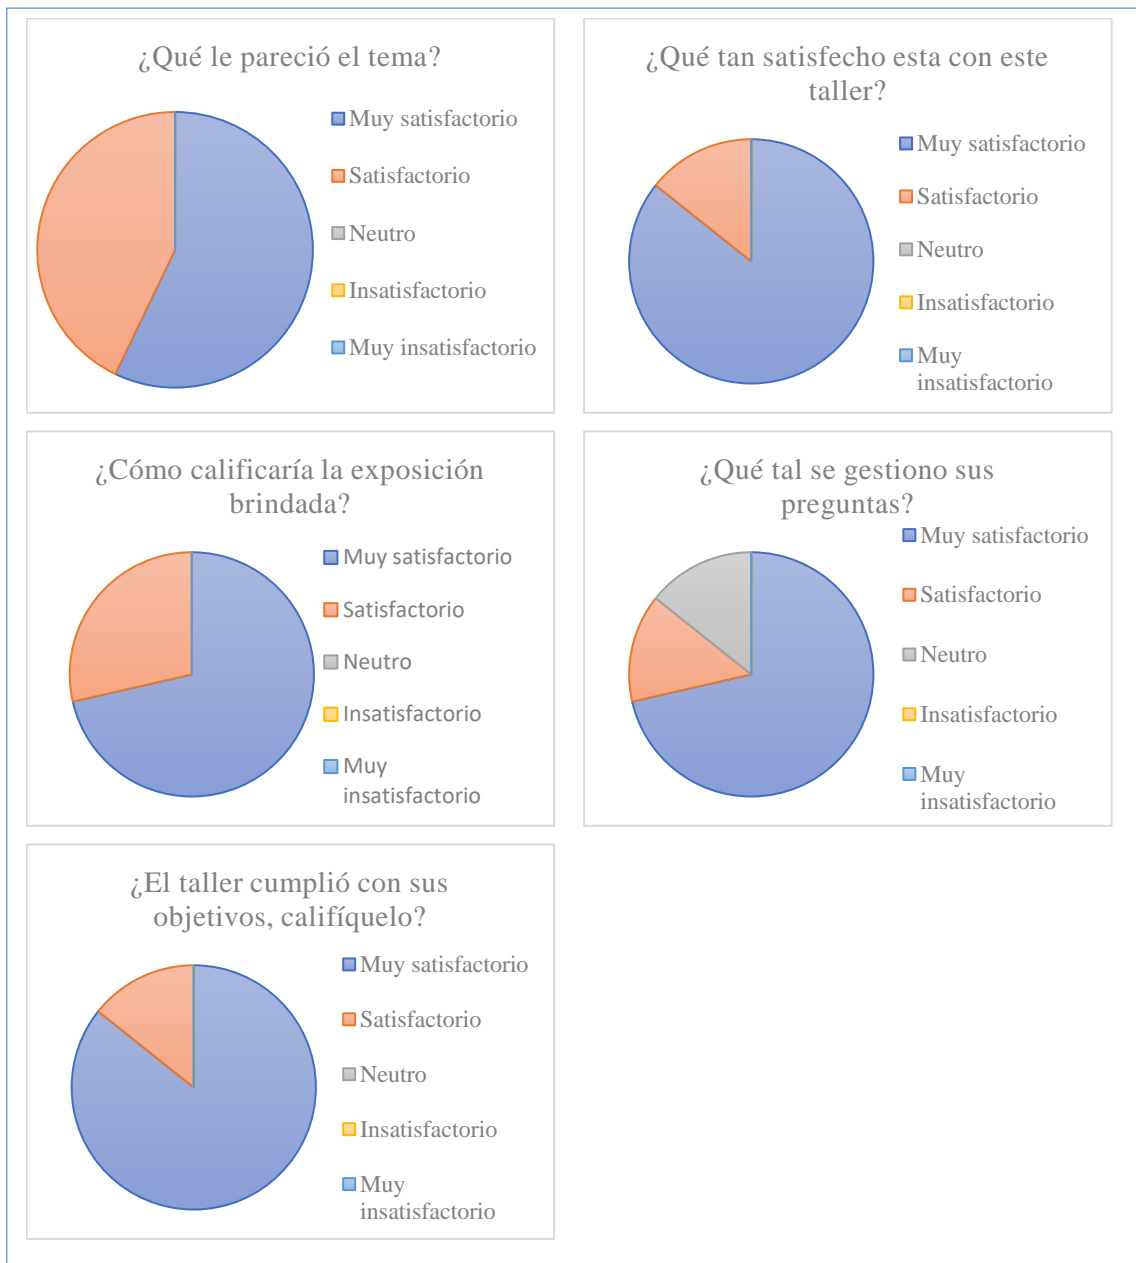 ¿Qué le pareció el tema?
Muy satisfactorio
Satisfactorio
Neutro
Insatisfactorio
Muy insatisfactorio
¿Qué tan satisfecho esta con este
taller?
Muy satisfactorio
Satisfactorio
Neutro
Insatisfactorio
Muy
insatisfactorio
¿Cómo calificaría la exposición
brindada?
Muy satisfactorio
Satisfactorio
Neutro
Insatisfactorio
Muy
insatisfactorio
¿Qué tal se gestiono sus
preguntas?
Muy satisfactorio
Satisfactorio
Neutro
Insatisfactorio
Muy
insatisfactorio
¿El taller cumplió con sus
objetivos, califíquelo?
Muy satisfactorio
Satisfactorio
Neutro
Insatisfactorio
Muy
insatisfactorio